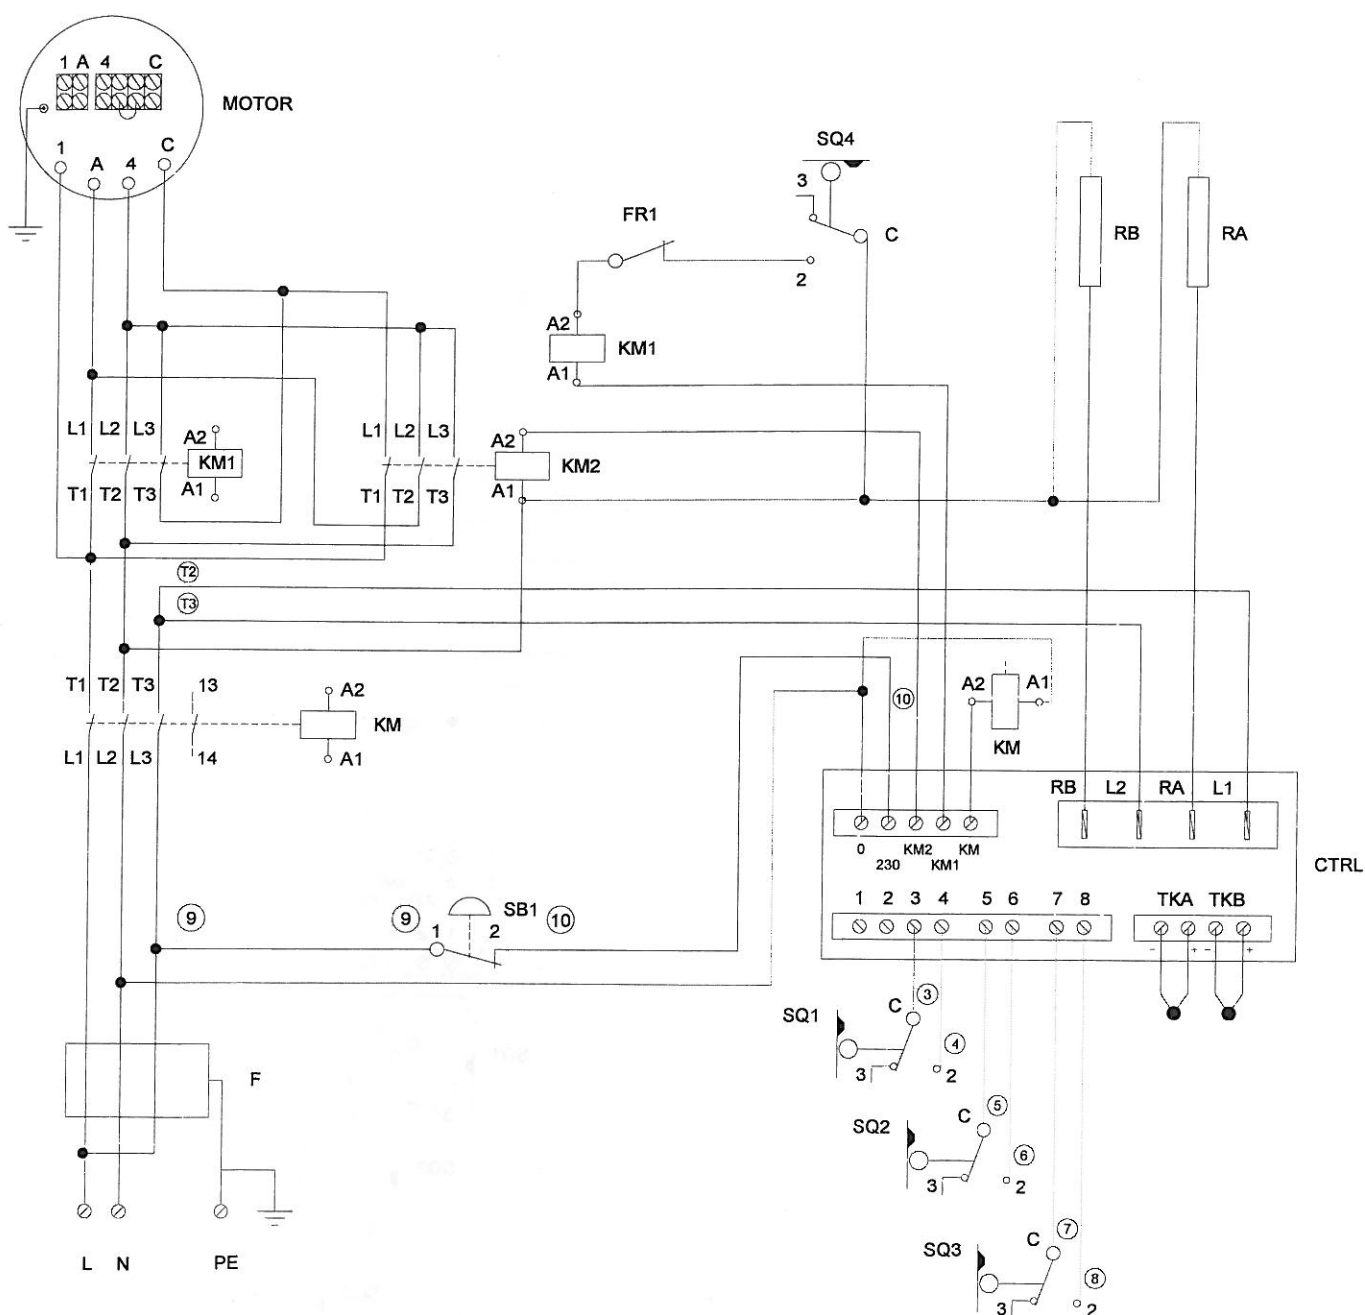 1 A 4 C
MOTOR
1 A 4 C
SQ4
3
C
2
FR1
RB
RA
A2
KM1
A1
L1 L2 L3
A2
KM1
A1
T1 T2 T3
L1 L2 L3
A2
KM2
A1
T1 T2 T3
T2
T3
T1 T2 T3 13
A2
KM
A1
L1 L2 L3 14
10
A2 A1
KM
RB L2 RA L1
0 230 KM2 KM1 KM
CTRL
1 2 3 4 5 6 7 8
TKA TKB
- + - +
9
9
1
SB1
2
10
SQ1
C
3
4
3
2
F
SQ2
C
5
6
3
2
SQ3
C
7
8
3
2
L N PE